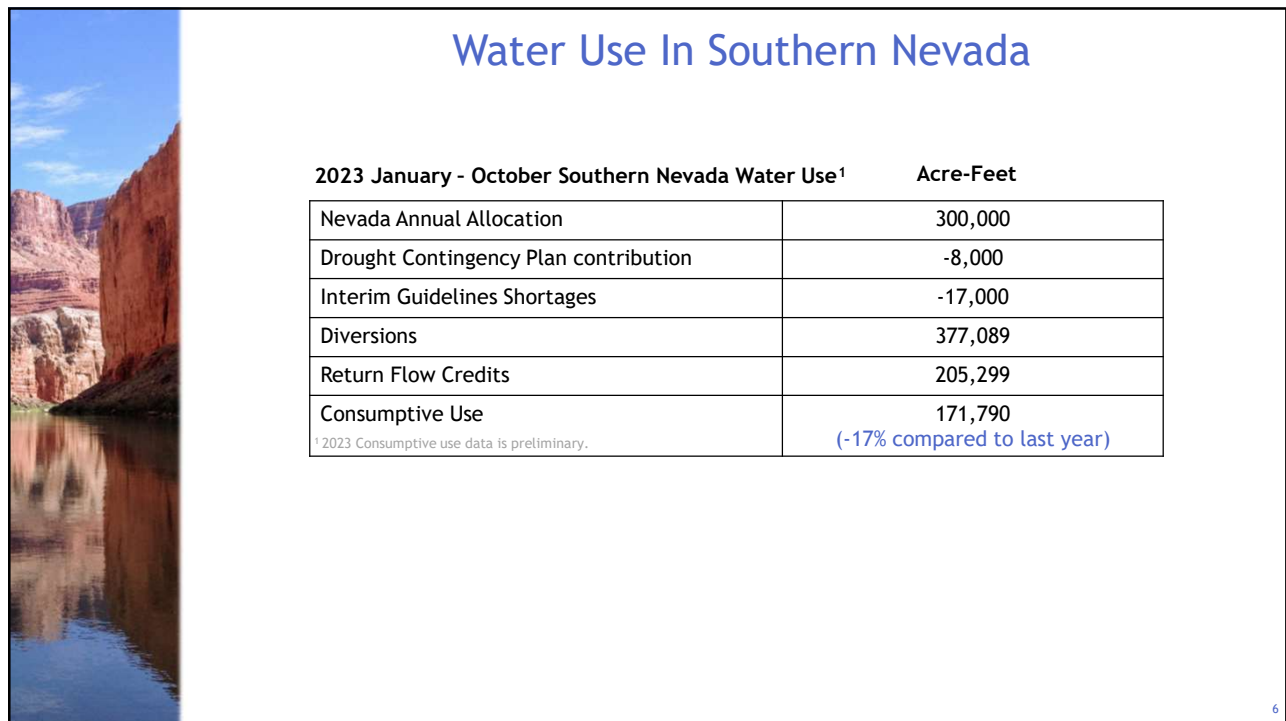 Water Use In Southern Nevada
2023 January – October Southern Nevada Water Use¹ Acre-Feet
Nevada Annual Allocation 300,000
Drought Contingency Plan contribution -8,000
Interim Guidelines Shortages -17,000
Diversions 377,089
Return Flow Credits 205,299
Consumptive Use 171,790
¹ 2023 Consumptive use data is preliminary. (-17% compared to last year)
6